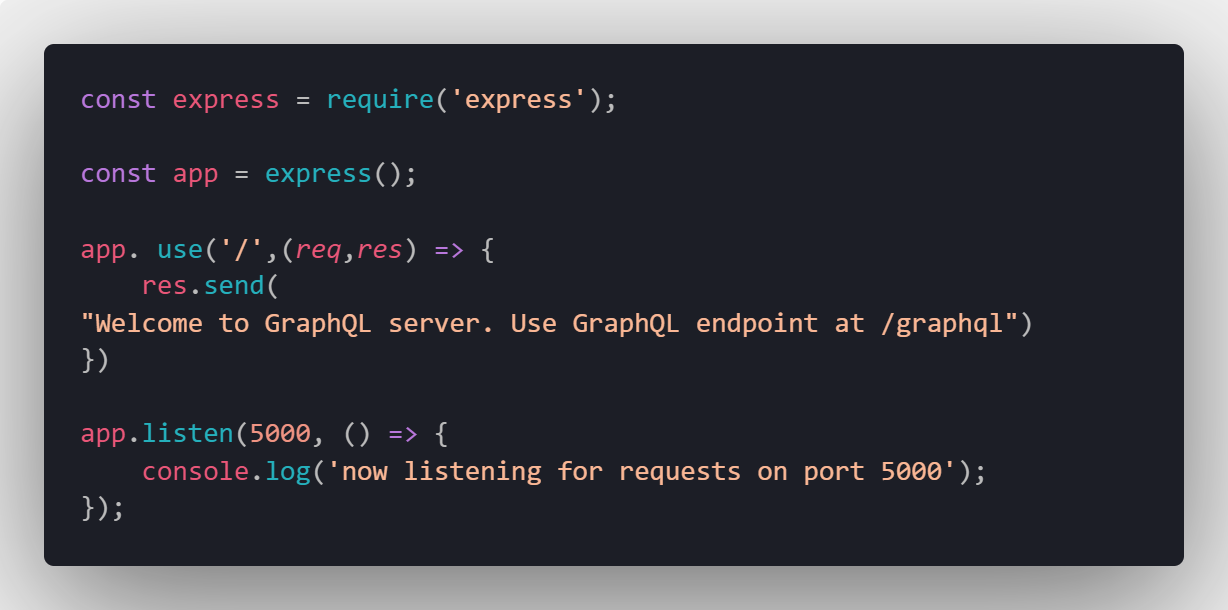 const express = require('express');
const app = express();
app. use('/',(req,res) => {
    res.send(
"Welcome to GraphQL server. Use GraphQL endpoint at /graphql")
})
app.listen(5000, () => {
    console.log('now listening for requests on port 5000');
});